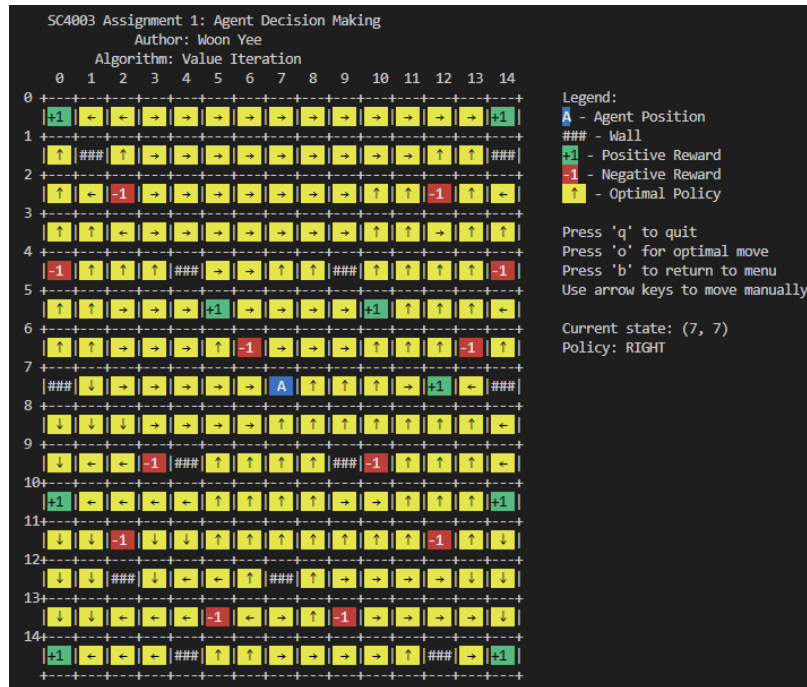 SC4003 Assignment 1: Agent Decision Making
Author: Woon Yee
Algorithm: Value Iteration
0 1 2 3 4 5 6 7 8 9 10 11 12 13 14
0 +---+---+---+---+---+---+---+---+---+---+---+---+---+---+---+
|+1 | ← | ← | → | → | → | → | → | → | → | → | → | → | → |+1 |
1 +---+---+---+---+---+---+---+---+---+---+---+---+---+---+---+
| ↑ |###| ↑ | → | → | → | → | → | → | → | → | → | ↑ | ↑ |###|
2 +---+---+---+---+---+---+---+---+---+---+---+---+---+---+---+
| ↑ | ← |-1 | → | → | → | → | → | → | → | ↑ | ↑ |-1 | ↑ | ← |
3 +---+---+---+---+---+---+---+---+---+---+---+---+---+---+---+
| ↑ | ↑ | ← | → | → | → | → | → | → | → | ↑ | ↑ | → | ↑ | ↑ |
4 +---+---+---+---+---+---+---+---+---+---+---+---+---+---+---+
|-1 | ↑ | ↑ | ↑ |###| → | → | ↑ | ↑ |###| ↑ | ↑ | ↑ | ↑ |-1 |
5 +---+---+---+---+---+---+---+---+---+---+---+---+---+---+---+
| ↑ | ↑ | → | → | → |+1 | → | → | → | → |+1 | ↑ | ↑ | ↑ | ← |
6 +---+---+---+---+---+---+---+---+---+---+---+---+---+---+---+
| ↑ | ↑ | → | → | → | ↑ |-1 | → | → | → | ↑ | ↑ | ↑ |-1 | ↑ |
7 +---+---+---+---+---+---+---+---+---+---+---+---+---+---+---+
|###| ↓ | → | → | → | → | → | A | ↑ | ↑ | ↑ | → |+1 | ← |###|
8 +---+---+---+---+---+---+---+---+---+---+---+---+---+---+---+
| ↓ | ↓ | ↓ | → | → | → | → | ↑ | ↑ | ↑ | ↑ | ↑ | ↑ | ↑ | ← |
9 +---+---+---+---+---+---+---+---+---+---+---+---+---+---+---+
| ↓ | ← | ← |-1 |###| ↑ | ↑ | ↑ | ↑ |###|-1 | ↑ | ↑ | ↑ | ← |
10+---+---+---+---+---+---+---+---+---+---+---+---+---+---+---+
|+1 | ← | ← | ← | ← | ↑ | ↑ | ↑ | ↑ | → | → | ↑ | ↑ | ↑ |+1 |
11+---+---+---+---+---+---+---+---+---+---+---+---+---+---+---+
| ↓ | ↓ |-1 | ↓ | ↓ | ↑ | ↑ | ↑ | ↑ | ↑ | ↑ | ↑ |-1 | ↑ | ↓ |
12+---+---+---+---+---+---+---+---+---+---+---+---+---+---+---+
| ↓ | ↓ |###| ↓ | ← | ← | ↑ |###| ↑ | → | → | → | → | ↓ | ↓ |
13+---+---+---+---+---+---+---+---+---+---+---+---+---+---+---+
| ↓ | ↓ | ← | ← | ← |-1 | ← | → | ↑ |-1 | → | → | → | → | ↓ |
14+---+---+---+---+---+---+---+---+---+---+---+---+---+---+---+
|+1 | ← | ← | ← |###| ↑ | ↑ | → | → | → | → | ↑ |###| → |+1 |
+---+---+---+---+---+---+---+---+---+---+---+---+---+---+---+
Legend:
A - Agent Position
### - Wall
+1 - Positive Reward
-1 - Negative Reward
↑ - Optimal Policy
Press 'q' to quit
Press 'o' for optimal move
Press 'b' to return to menu
Use arrow keys to move manually
Current state: (7, 7)
Policy: RIGHT